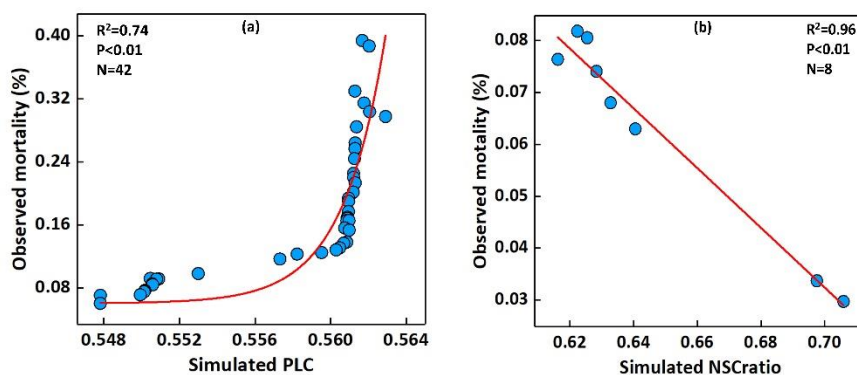 (a)
R²=0.74
P<0.01
N=42
Observed mortality (%)
0.40
0.32
0.24
0.16
0.08
0.548 0.552 0.556 0.560 0.564
Simulated PLC
(b)
R²=0.96
P<0.01
N=8
Observed motality (%)
0.08
0.07
0.06
0.05
0.04
0.03
0.62 0.64 0.66 0.68 0.70
Simulated NSCratio